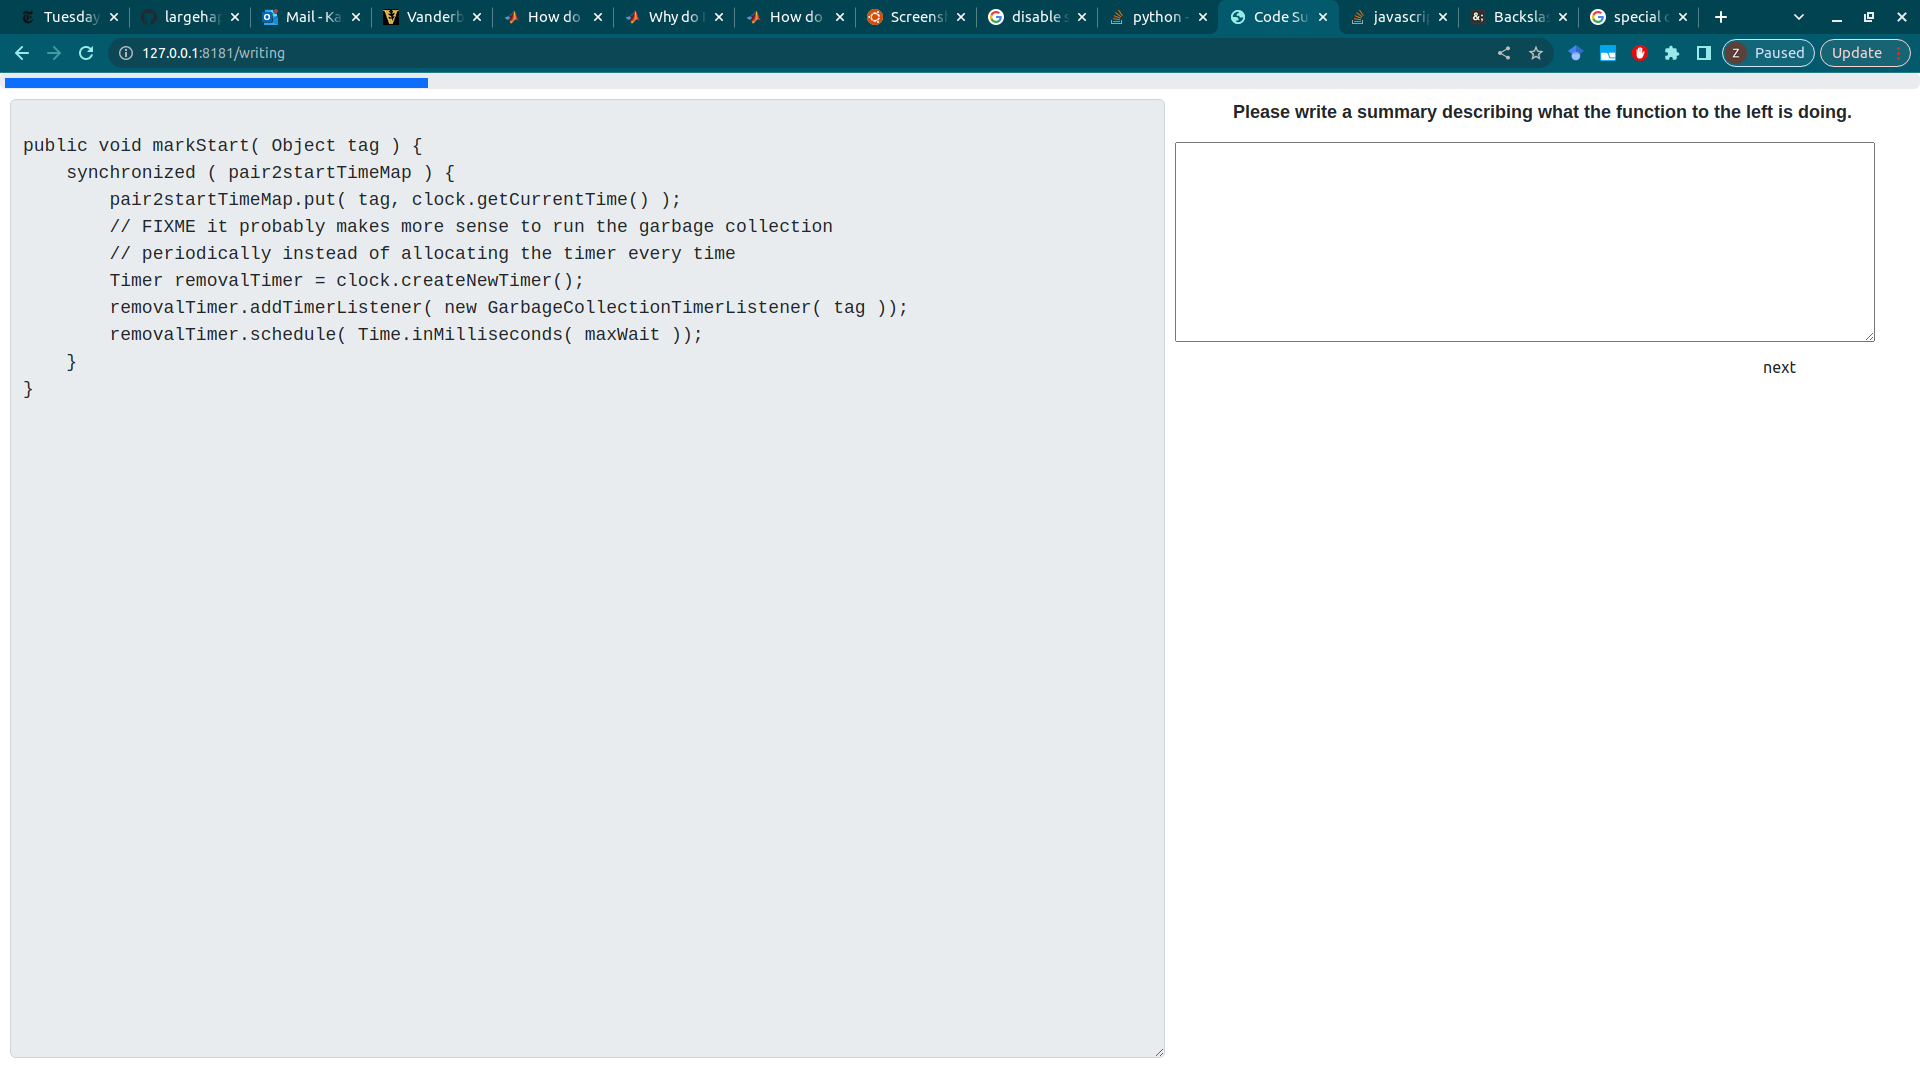 Tuesday
largehap
Mail - Ka
Vanderb
How do
Why do
How do
Screens
disable s
python -
Code Su
javascri
Backsla
special c
127.0.0.1:8181/writing
Z Paused
Update
Please write a summary describing what the function to the left is doing.
public void markStart( Object tag ) {
synchronized ( pair2startTimeMap ) {
pair2startTimeMap.put( tag, clock.getCurrentTime() );
// FIXME it probably makes more sense to run the garbage collection
// periodically instead of allocating the timer every time
Timer removalTimer = clock.createNewTimer();
removalTimer.addTimerListener( new GarbageCollectionTimerListener( tag ));
removalTimer.schedule( Time.inMilliseconds( maxWait ));
}
}
next